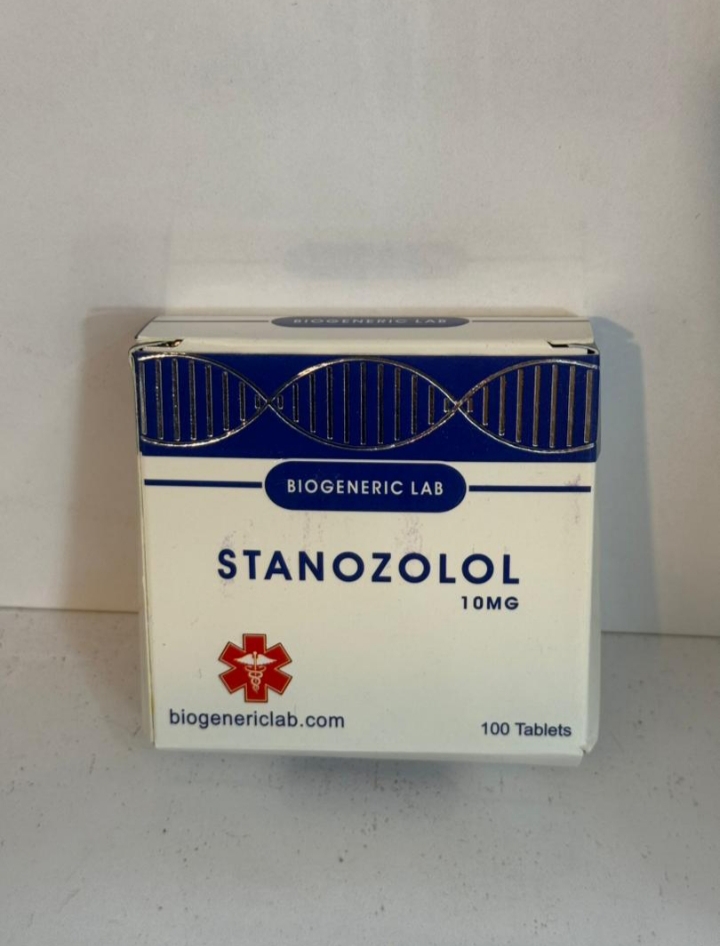 BIOGENERIC LAB
BIOGENERIC LAB
STANOZOLOL
10MG
biogenericlab.com
100 Tablets